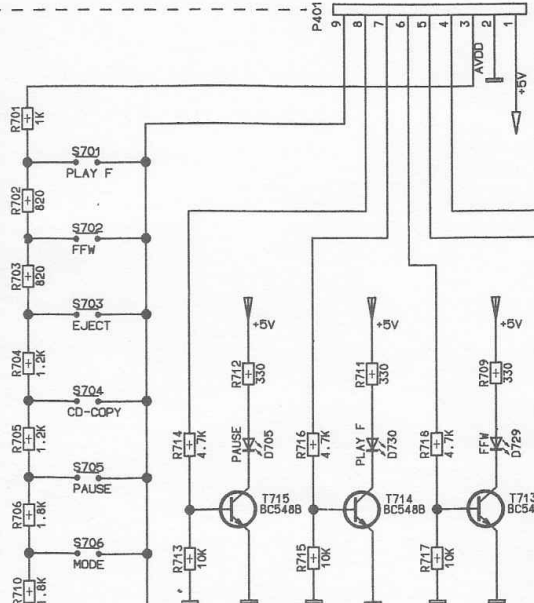 P401
9 8 7 6 5 4 3 2 1
AVDD
+5V
R701
1K
S701
PLAY F
R702
820
S702
FFW
R703
820
S703
EJECT
R704
1.2K
S704
CD-COPY
R705
1.2K
S705
PAUSE
R706
1.8K
S706
MODE
R710
1.8K
+5V
R712
330
R714
4.7K
PAUSE
D705
T715
BC548B
R713
10K
+5V
R711
330
R716
4.7K
PLAY F
D730
T714
BC548B
R715
10K
+5V
R709
330
R718
4.7K
FFW
D729
T713
BC54
R717
10K